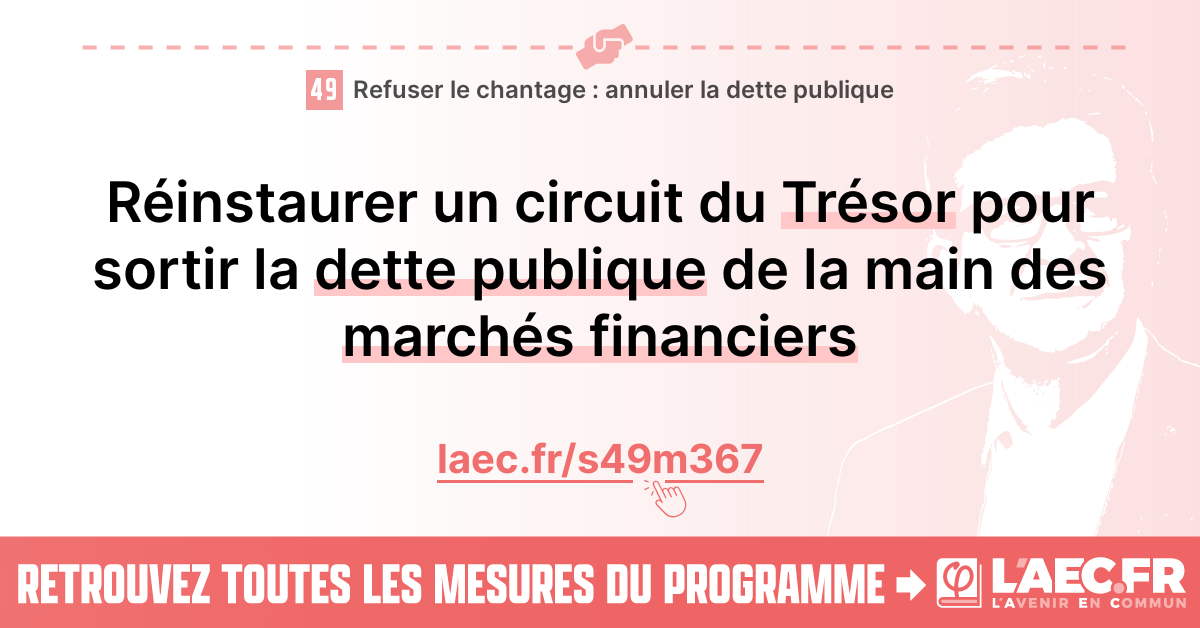 49 Refuser le chantage : annuler la dette publique
Réinstaurer un circuit du Trésor pour
sortir la dette publique de la main des
marchés financiers
laec.fr/s49m367
RETROUVEZ TOUTES LES MESURES DU PROGRAMME
φ L'AEC.FR
L'AVENIR EN COMMUN